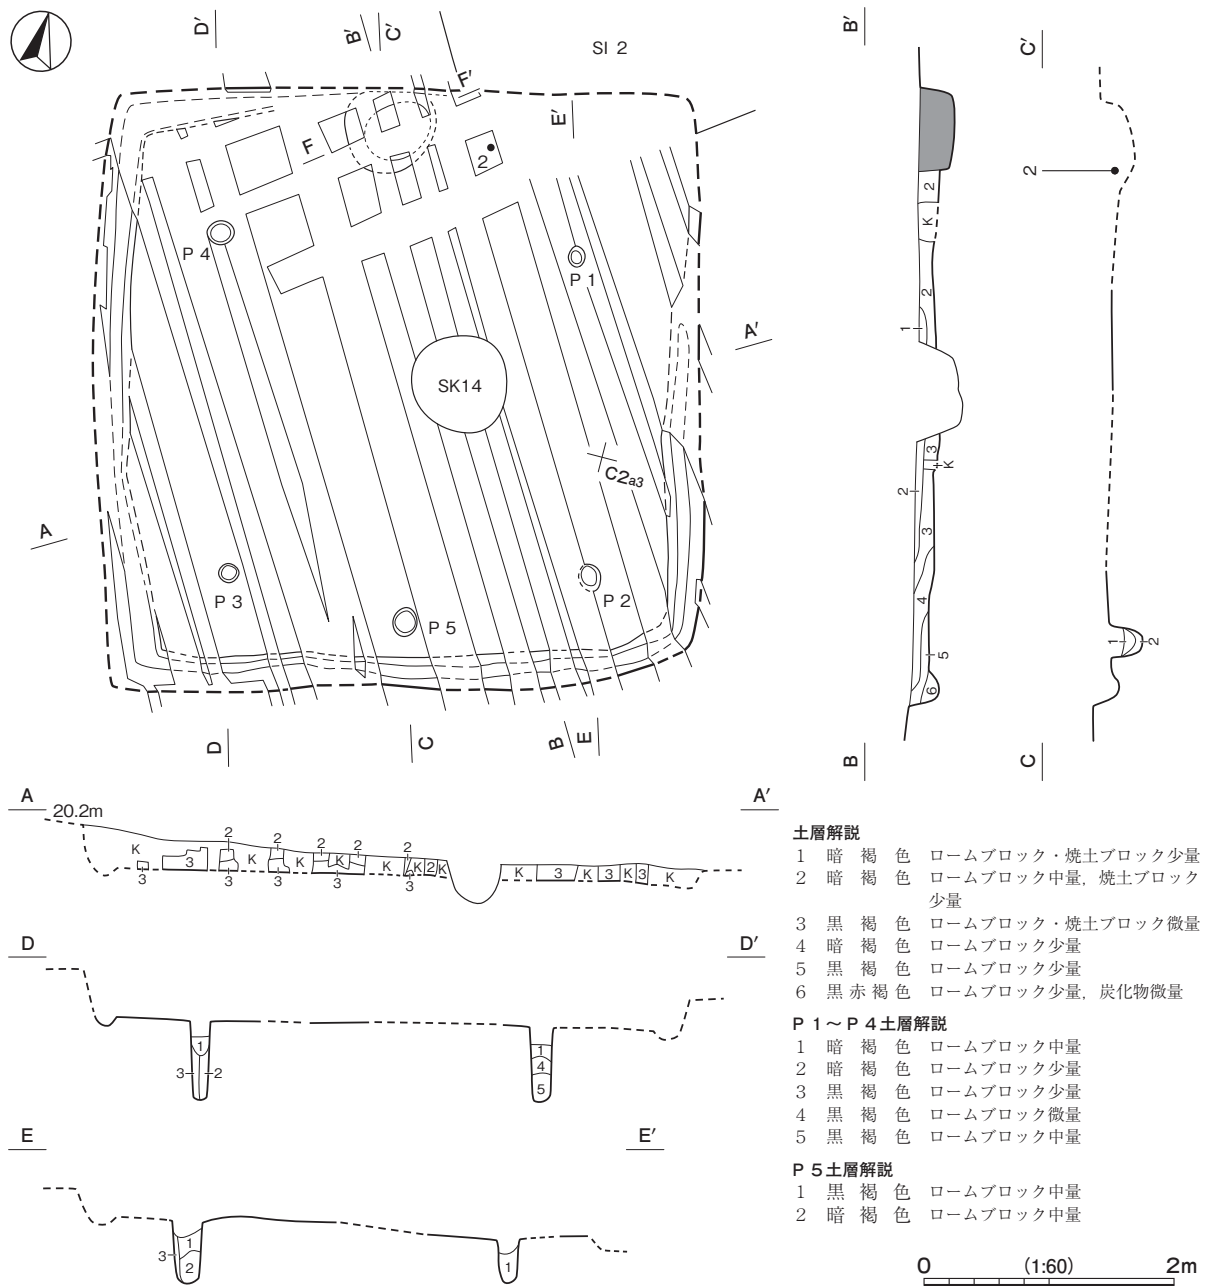 D′
B′
C′
SI 2
F′
F
E′
2
P 4
P 1
A′
SK14
C2a3
A
P 3
P 5
P 2
D
C
B
E
B′
2
K
2
1
3
K
2
3
4
5
6
B
C′
2
1
2
C
A
20.2m
A′
K
3
3
2
3
K
2
3
K
2
K
3
2
K
2
3
K
2
K
K
3
K
3
K
3
K
D
D′
1
3
2
1
4
5
E
E′
1
3
2
1
土層解説
1 暗褐色 ロームブロック・焼土ブロック少量
2 暗褐色 ロームブロック中量，焼土ブロック
少量
3 黒褐色 ロームブロック・焼土ブロック微量
4 暗褐色 ロームブロック少量
5 黒褐色 ロームブロック少量
6 黒赤褐色 ロームブロック少量，炭化物微量
P 1～P 4土層解説
1 暗褐色 ロームブロック中量
2 暗褐色 ロームブロック少量
3 黒褐色 ロームブロック少量
4 黒褐色 ロームブロック微量
5 黒褐色 ロームブロック中量
P 5土層解説
1 黒褐色 ロームブロック中量
2 暗褐色 ロームブロック中量
0 (1:60) 2m